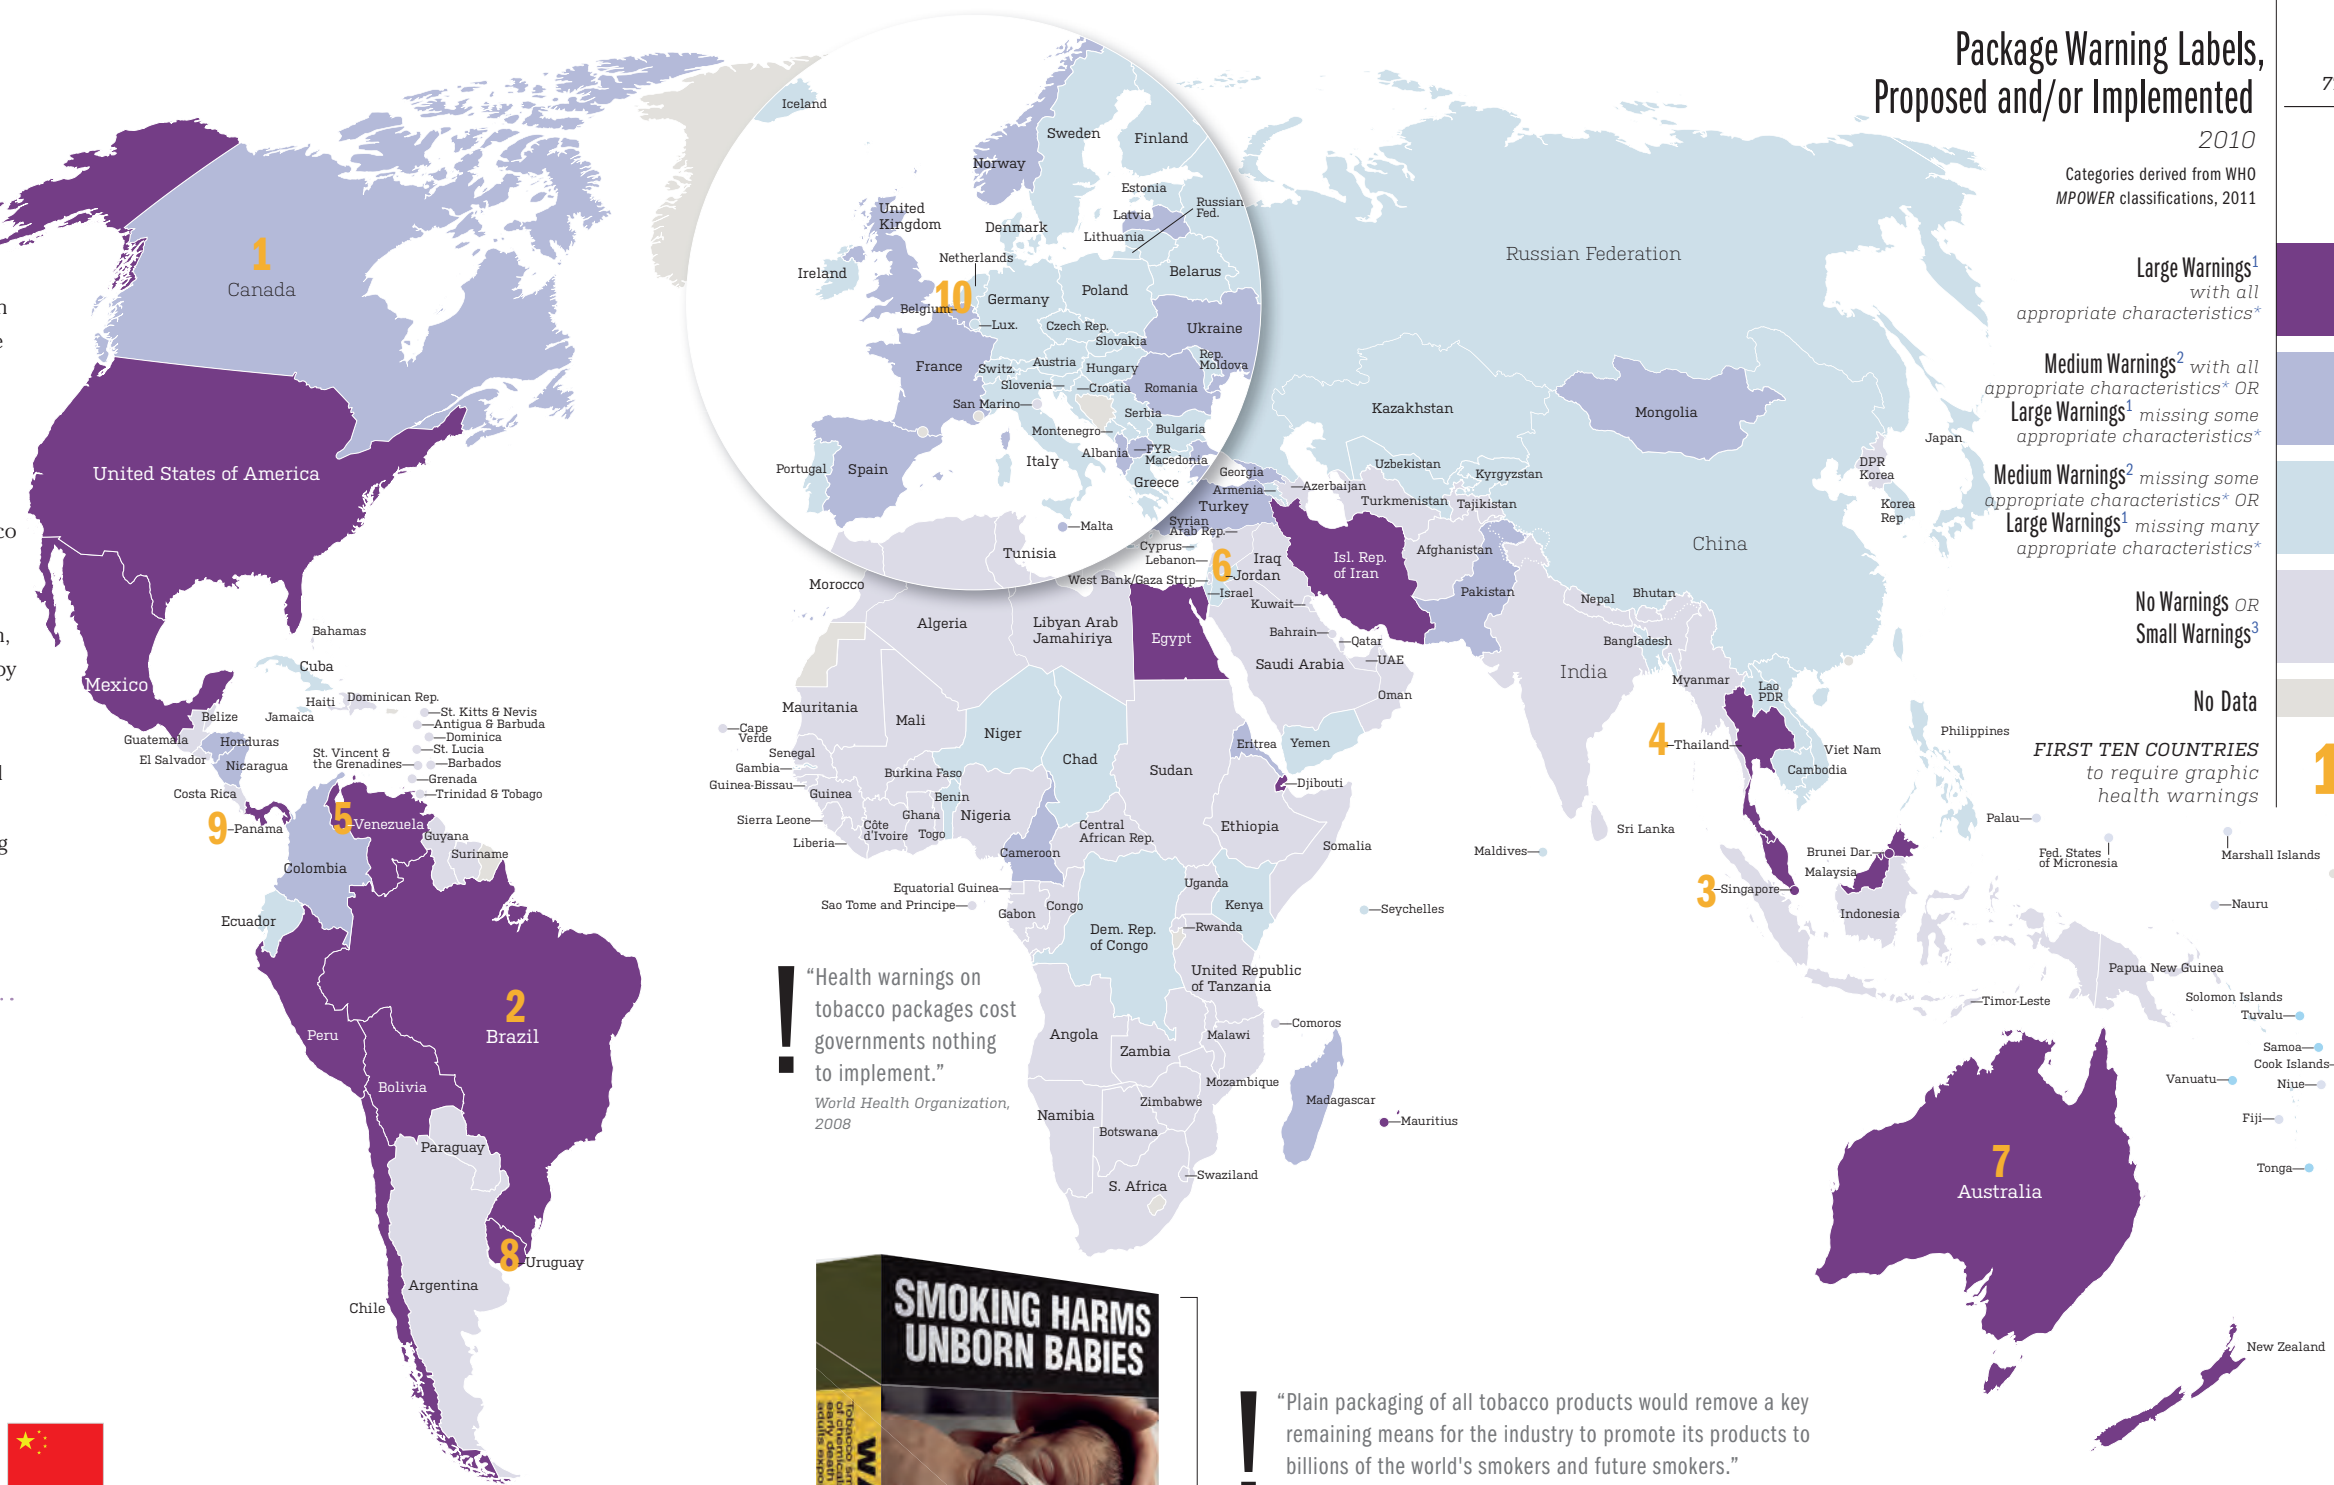 Package Warning Labels,
Proposed and/or Implemented
2010
Categories derived from WHO
MPOWER classifications, 2011
Large Warnings1
with all
appropriate characteristics*
Medium Warnings2 with all
appropriate characteristics* OR
Large Warnings1 missing some
appropriate characteristics*
Medium Warnings2 missing some
appropriate characteristics* OR
Large Warnings1 missing many
appropriate characteristics*
No Warnings OR
Small Warnings3
No Data
FIRST TEN COUNTRIES
to require graphic
health warnings
1
Canada
United States of America
Mexico
Bahamas
Cuba
Haiti
Dominican Rep.
Jamaica
Belize
Guatemala
Honduras
El Salvador
Nicaragua
Costa Rica
9
Panama
St. Kitts & Nevis
Antigua & Barbuda
Dominica
St. Lucia
St. Vincent &
the Grenadines
Barbados
Grenada
Trinidad & Tobago
5
Venezuela
Guyana
Suriname
Colombia
Ecuador
2
Brazil
Peru
Bolivia
Paraguay
8
Uruguay
Argentina
Chile
Iceland
Sweden
Finland
Norway
Estonia
Latvia
Russian
Fed.
Lithuania
United
Kingdom
Denmark
Ireland
Netherlands
10
Belgium
Germany
Poland
Belarus
Lux.
Czech Rep.
Slovakia
Ukraine
France
Switz.
Austria
Hungary
Rep.
Moldova
Slovenia
Croatia
Romania
San Marino
Serbia
Montenegro
Bulgaria
Albania
FYR
Macedonia
Italy
Greece
Portugal
Spain
Malta
Tunisia
Morocco
Georgia
Armenia
Azerbaijan
Turkey
Syrian
Arab Rep.
Cyprus
Lebanon
6
West Bank/Gaza Strip
Jordan
Israel
Iraq
Isl. Rep.
of Iran
Kuwait
Bahrain
Qatar
UAE
Saudi Arabia
Oman
Yemen
Russian Federation
Kazakhstan
Mongolia
Uzbekistan
Kyrgyzstan
Turkmenistan
Tajikistan
Afghanistan
Pakistan
China
DPR
Korea
Korea
Rep
Japan
Nepal
Bhutan
Bangladesh
India
Myanmar
Lao
PDR
4
Thailand
Viet Nam
Cambodia
Philippines
Sri Lanka
Maldives
Brunei Dar.
Malaysia
3
Singapore
Indonesia
Palau
Fed. States
of Micronesia
Marshall Islands
Nauru
Papua New Guinea
Timor-Leste
Solomon Islands
Tuvalu
Samoa
Cook Islands
Vanuatu
Niue
Fiji
Tonga
7
Australia
New Zealand
Algeria
Libyan Arab
Jamahiriya
Egypt
Mauritania
Mali
Niger
Chad
Sudan
Eritrea
Djibouti
Cape
Verde
Senegal
Gambia
Guinea-Bissau
Guinea
Sierra Leone
Liberia
Burkina Faso
Côte
d'Ivoire
Ghana
Togo
Benin
Nigeria
Cameroon
Central
African Rep.
Ethiopia
Somalia
Equatorial Guinea
Sao Tome and Principe
Gabon
Congo
Dem. Rep.
of Congo
Uganda
Kenya
Rwanda
United Republic
of Tanzania
Seychelles
Angola
Zambia
Malawi
Comoros
Mozambique
Zimbabwe
Namibia
Botswana
Madagascar
Mauritius
Swaziland
S. Africa
!
“Health warnings on
tobacco packages cost
governments nothing
to implement.”
World Health Organization,
2008
SMOKING HARMS
UNBORN BABIES
!
“Plain packaging of all tobacco products would remove a key
remaining means for the industry to promote its products to
billions of the world's smokers and future smokers.”